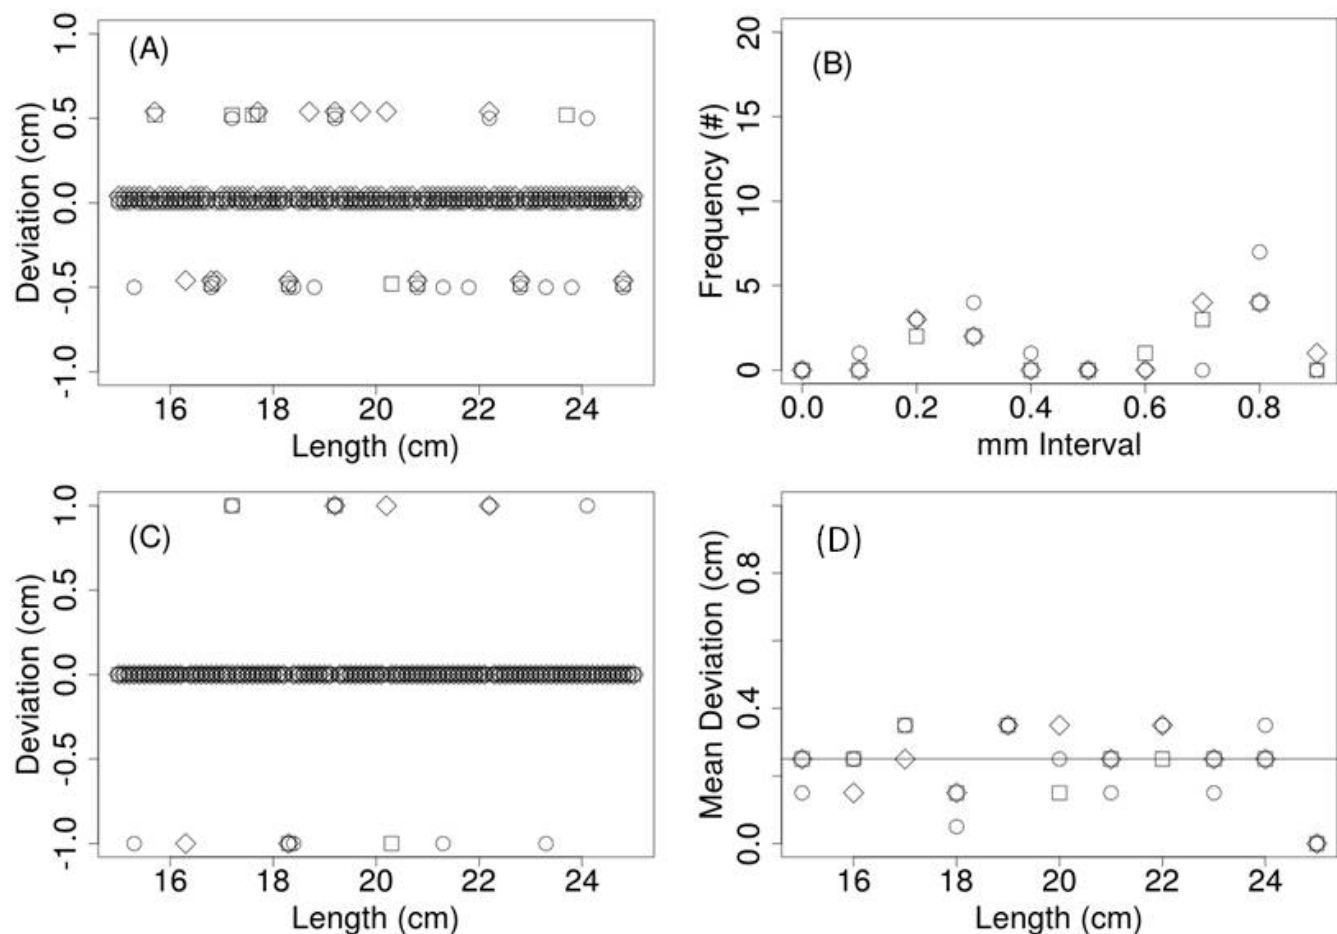 (A)
1.0
0.5
0.0
-0.5
-1.0
Deviation (cm)
16 18 20 22 24
Length (cm)
(B)
20
15
10
5
0
Frequency (#)
0.0 0.2 0.4 0.6 0.8
mm Interval
(C)
1.0
0.5
0.0
-0.5
-1.0
Deviation (cm)
16 18 20 22 24
Length (cm)
(D)
0.8
0.4
0.0
Mean Deviation (cm)
16 18 20 22 24
Length (cm)